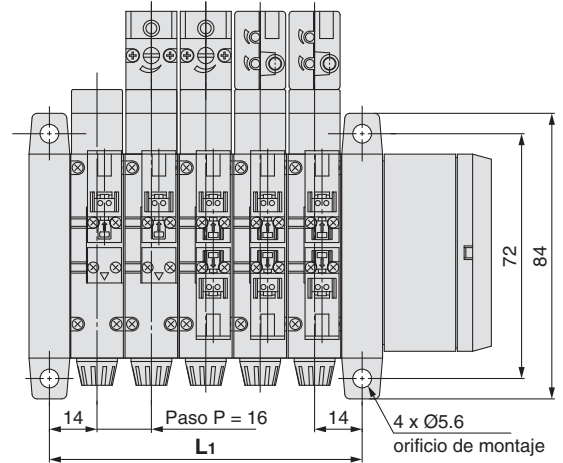 72
84
14
Paso P = 16
14
L1
4 x Ø5.6
orificio de montaje